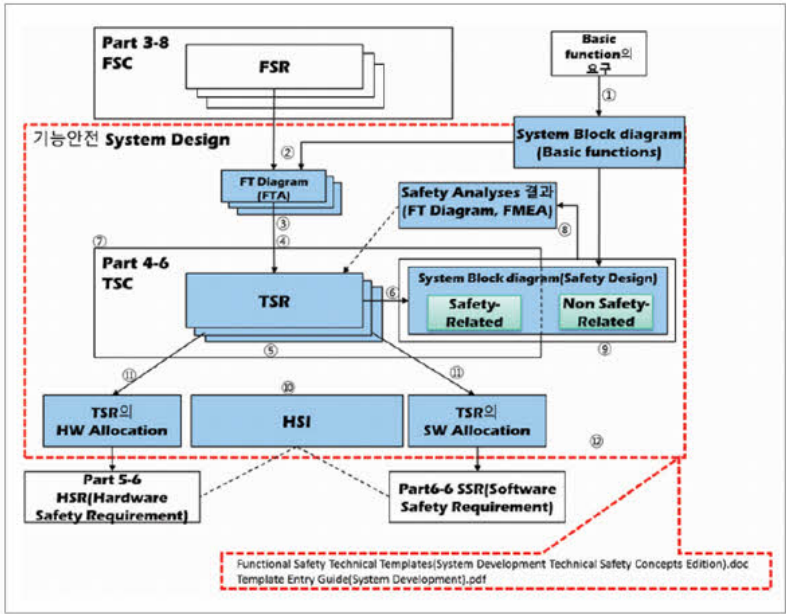 Part 3-8
FSC
FSR
Basic
function의
요구
①
기능안전 System Design
②
System Block diagram
(Basic functions)
FT Diagram
(FTA)
Safety Analyses 결과
(FT Diagram, FMEA)
③
④
⑦
⑧
Part 4-6
TSC
TSR
⑥
System Block diagram(Safety Design)
Safety-
Related
Non Safety-
Related
⑤
⑨
⑪
⑩
⑪
TSR의
HW Allocation
HSI
TSR의
SW Allocation
⑫
Part 5-6
HSR(Hardware
Safety Requirement)
Part6-6 SSR(Software
Safety Requirement)
Functional Safety Technical Templates(System Development Technical Safety Concepts Edition).doc
Template Entry Guide(System Development).pdf